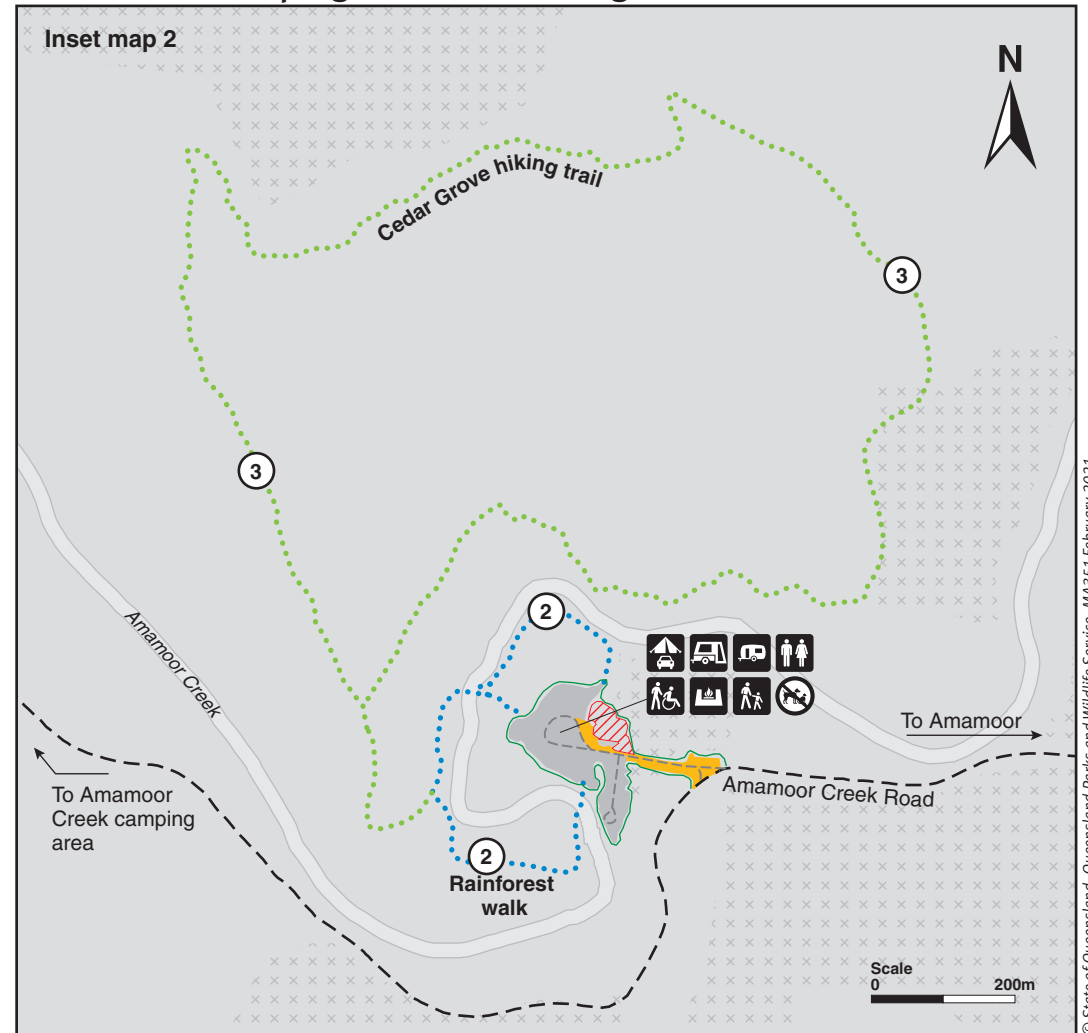 Inset map 2
N
Cedar Grove hiking trail
3
3
2
Amamoor Creek
To Amamoor
To Amamoor
Creek camping
area
Amamoor Creek Road
2
Rainforest
walk
Scale
0 200m
© State of Queensland. Queensland Parks and Wildlife Service. MA351 February 2021